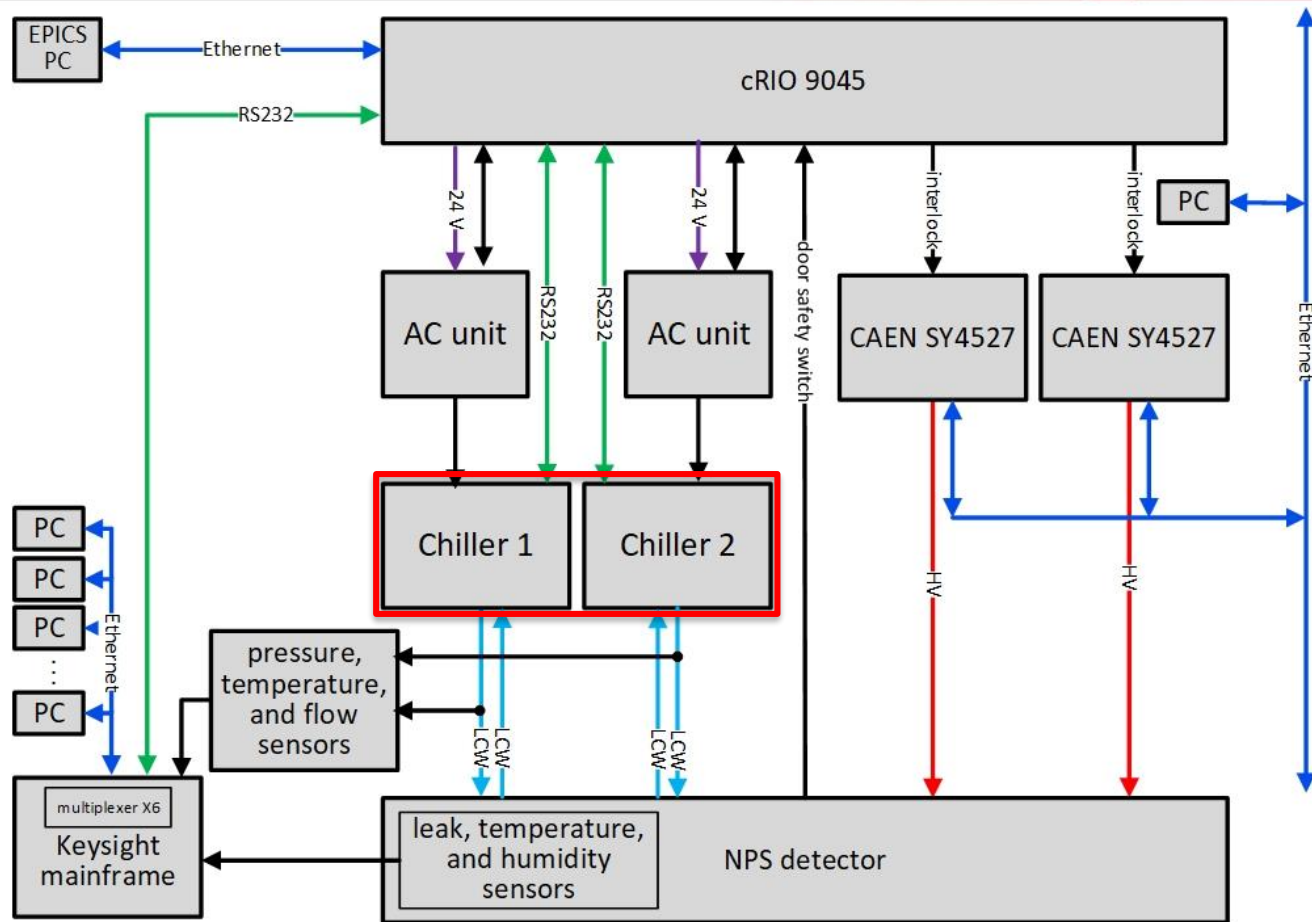 EPICS
PC
Ethernet
cRIO 9045
RS232
24 V
RS232
RS232
24 V
door safety switch
interlock
interlock
PC
Ethernet
AC unit
AC unit
CAEN SY4527
CAEN SY4527
Chiller 1
Chiller 2
HV
HV
PC
PC
PC
⋮
PC
Ethernet
pressure,
temperature,
and flow
sensors
LCW
LCW
LCW
LCW
multiplexer X6
Keysight
mainframe
leak, temperature,
and humidity
sensors
NPS detector